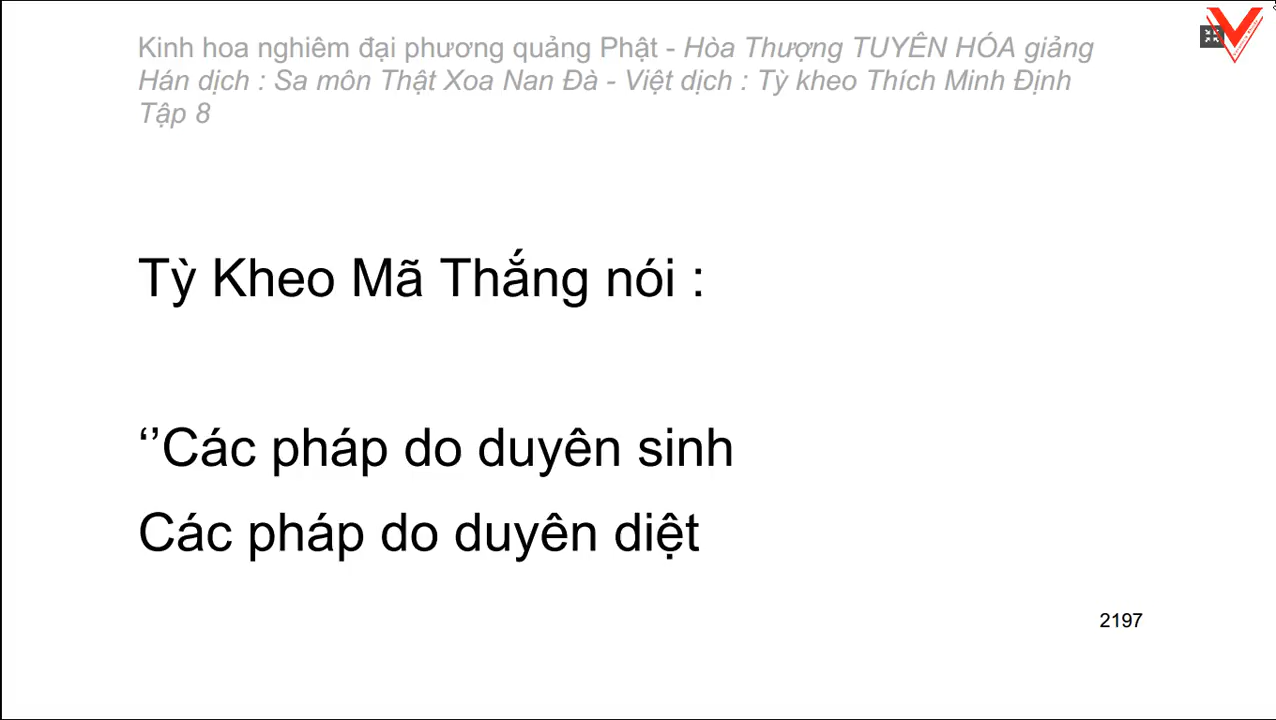 Kinh hoa nghiêm đại phương quảng Phật - Hòa Thượng TUYÊN HÓA giảng
Hán dịch : Sa môn Thật Xoa Nan Đà - Việt dịch : Tỳ kheo Thích Minh Định
Tập 8
Tỳ Kheo Mã Thắng nói :
‘’Các pháp do duyên sinh
Các pháp do duyên diệt
2197